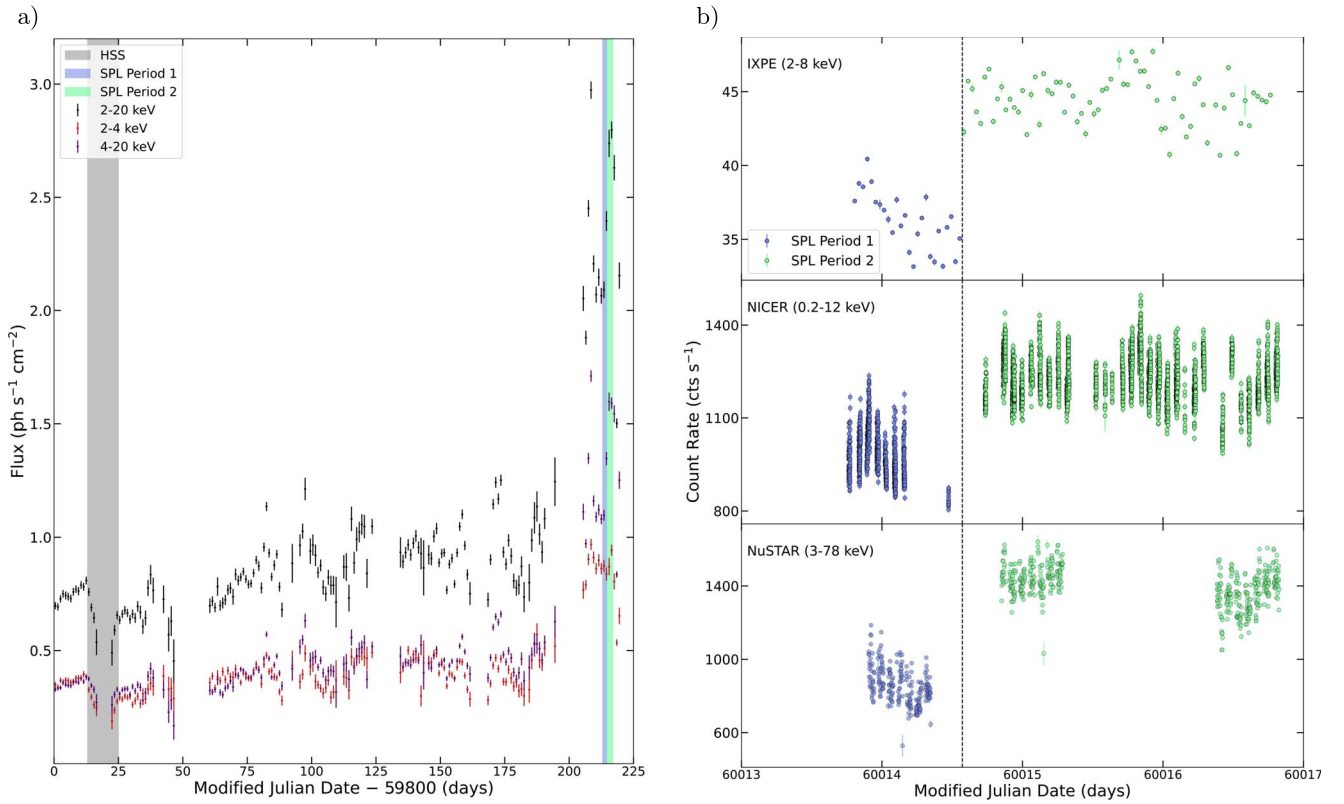 a)
HSS
SPL Period 1
SPL Period 2
2-20 keV
2-4 keV
4-20 keV
3.0
2.5
2.0
1.5
1.0
0.5
Flux (ph s⁻¹ cm⁻²)
0 25 50 75 100 125 150 175 200 225
Modified Julian Date − 59800 (days)
b)
IXPE (2-8 keV)
45
40
35
SPL Period 1
SPL Period 2
NICER (0.2-12 keV)
1400
1100
800
Count Rate (cts s⁻¹)
NuSTAR (3-78 keV)
1400
1000
600
60013 60014 60015 60016 60017
Modified Julian Date (days)